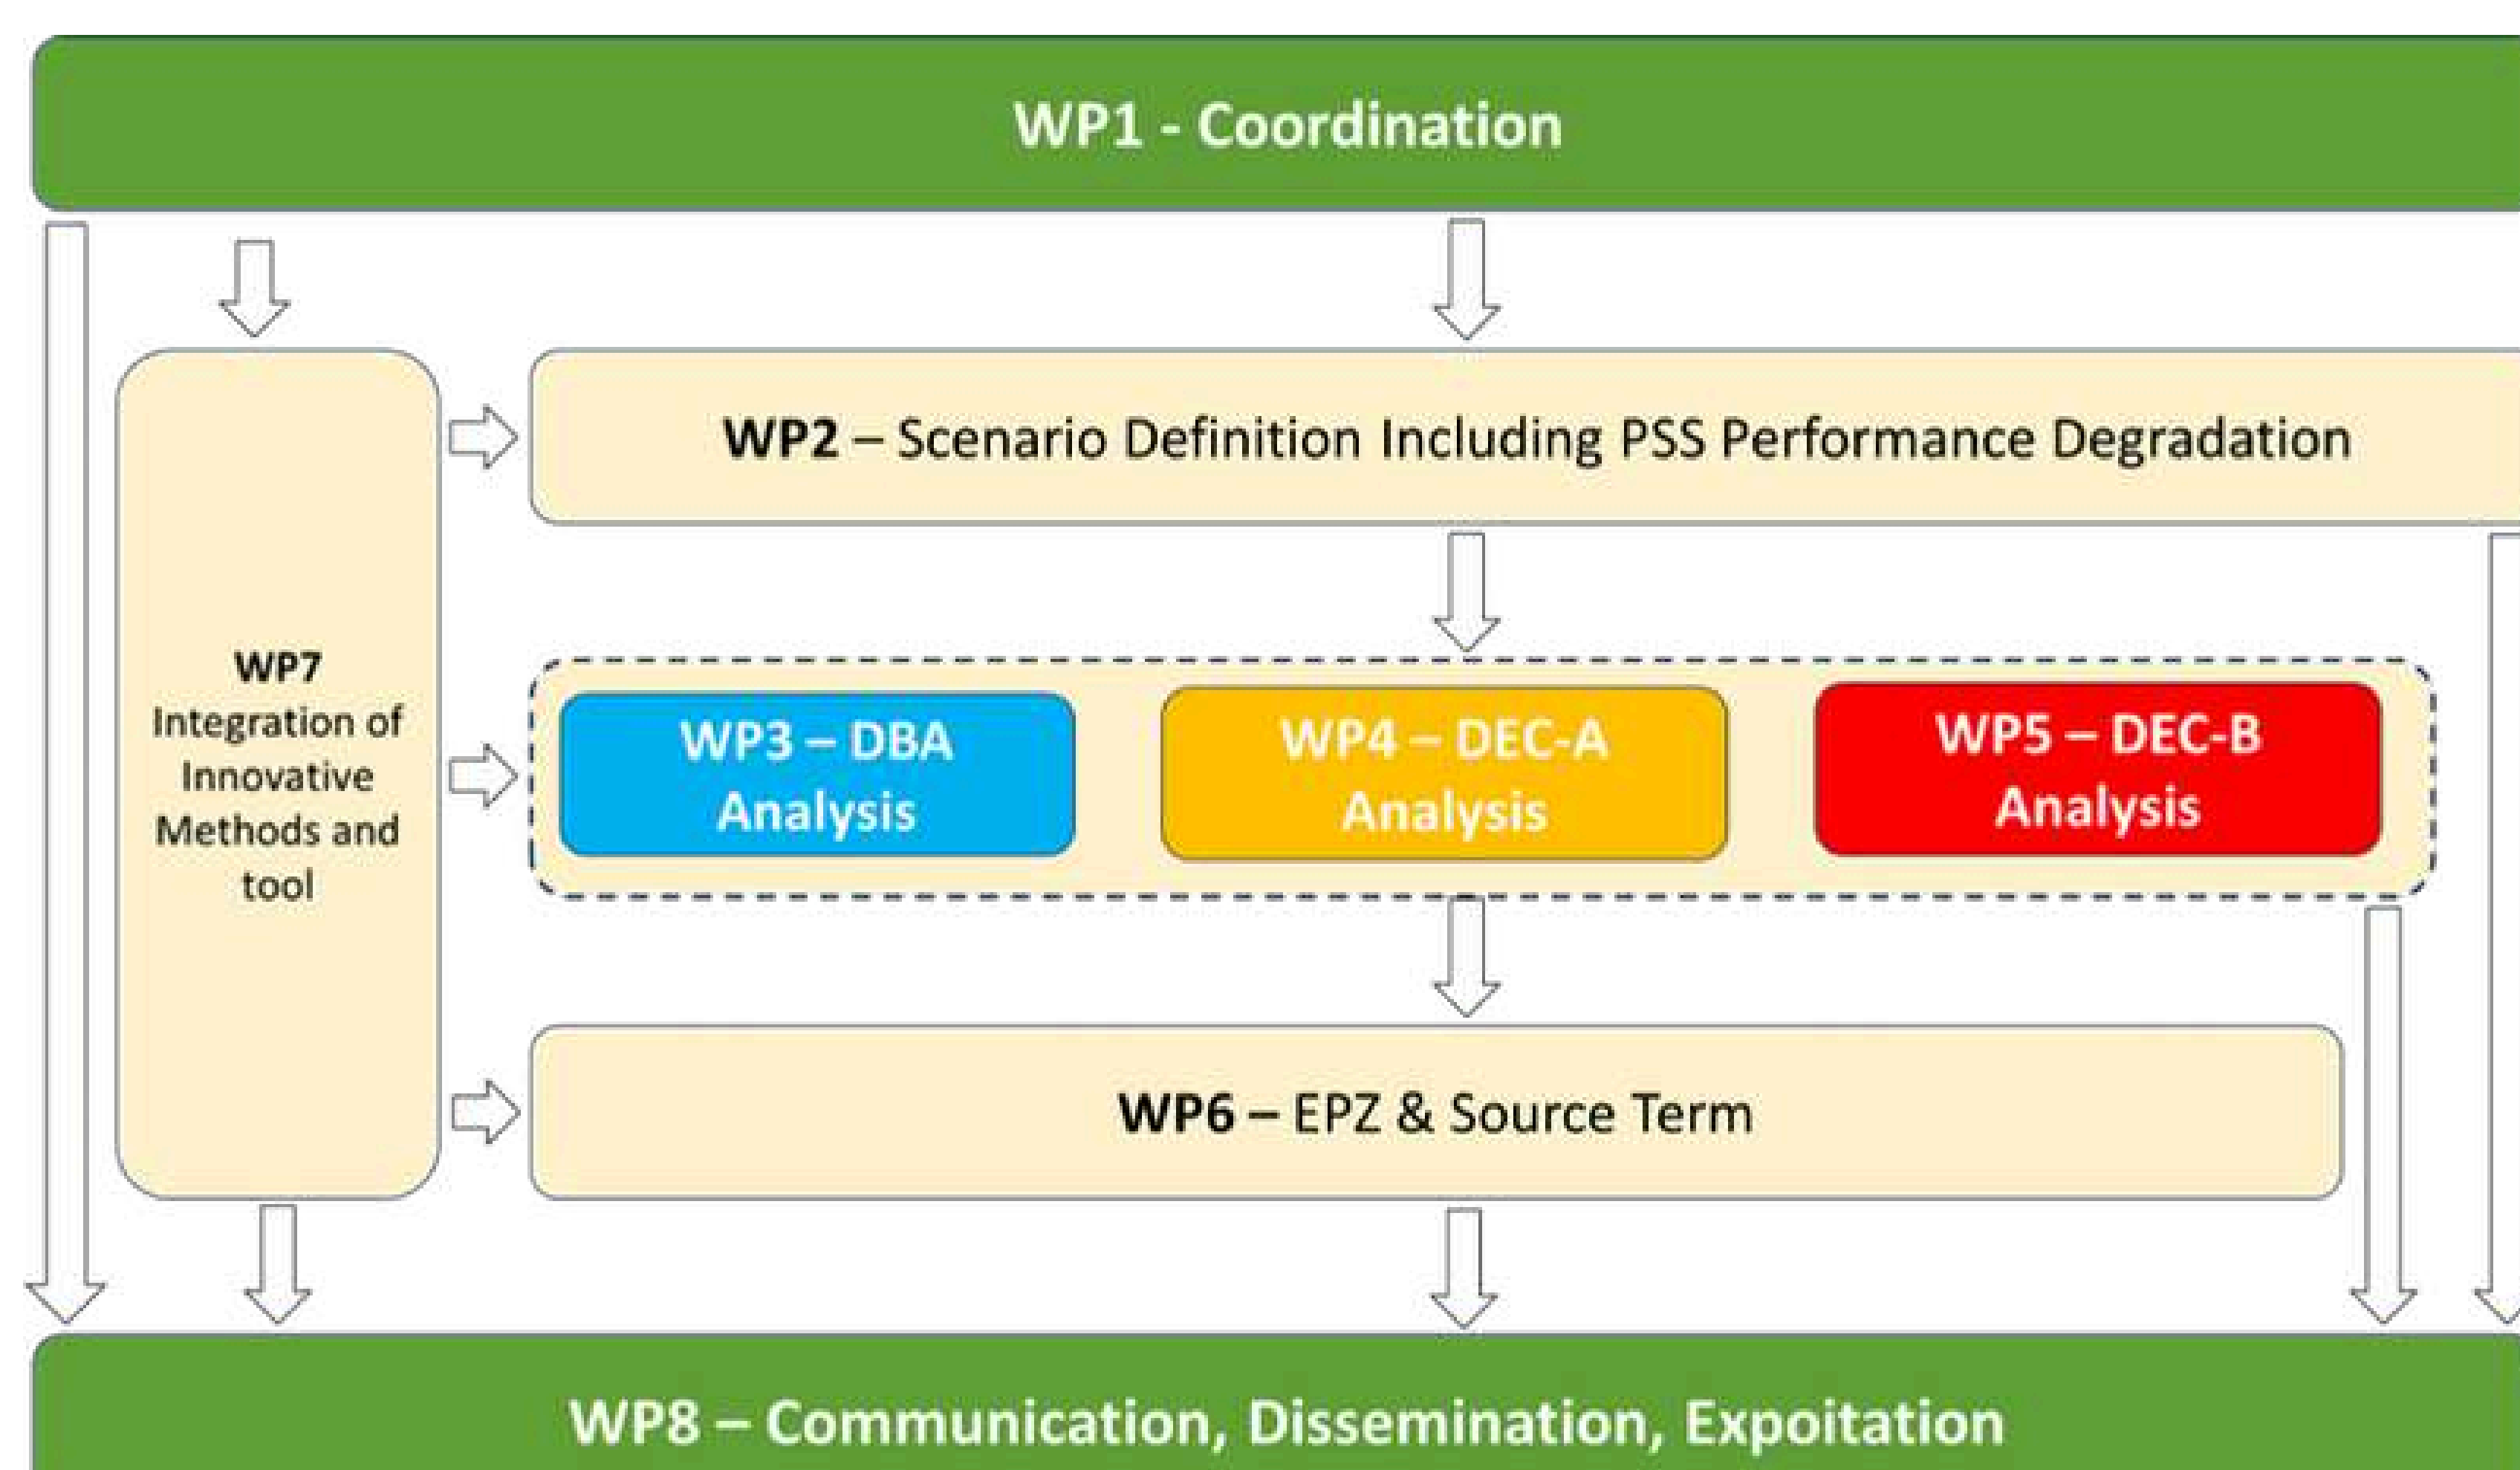 WP1 - Coordination
WP2 – Scenario Definition Including PSS Performance Degradation
WP7
Integration of
Innovative
Methods and
tool
WP3 – DBA
Analysis
WP4 – DEC-A
Analysis
WP5 – DEC-B
Analysis
WP6 – EPZ & Source Term
WP8 – Communication, Dissemination, Expoitation